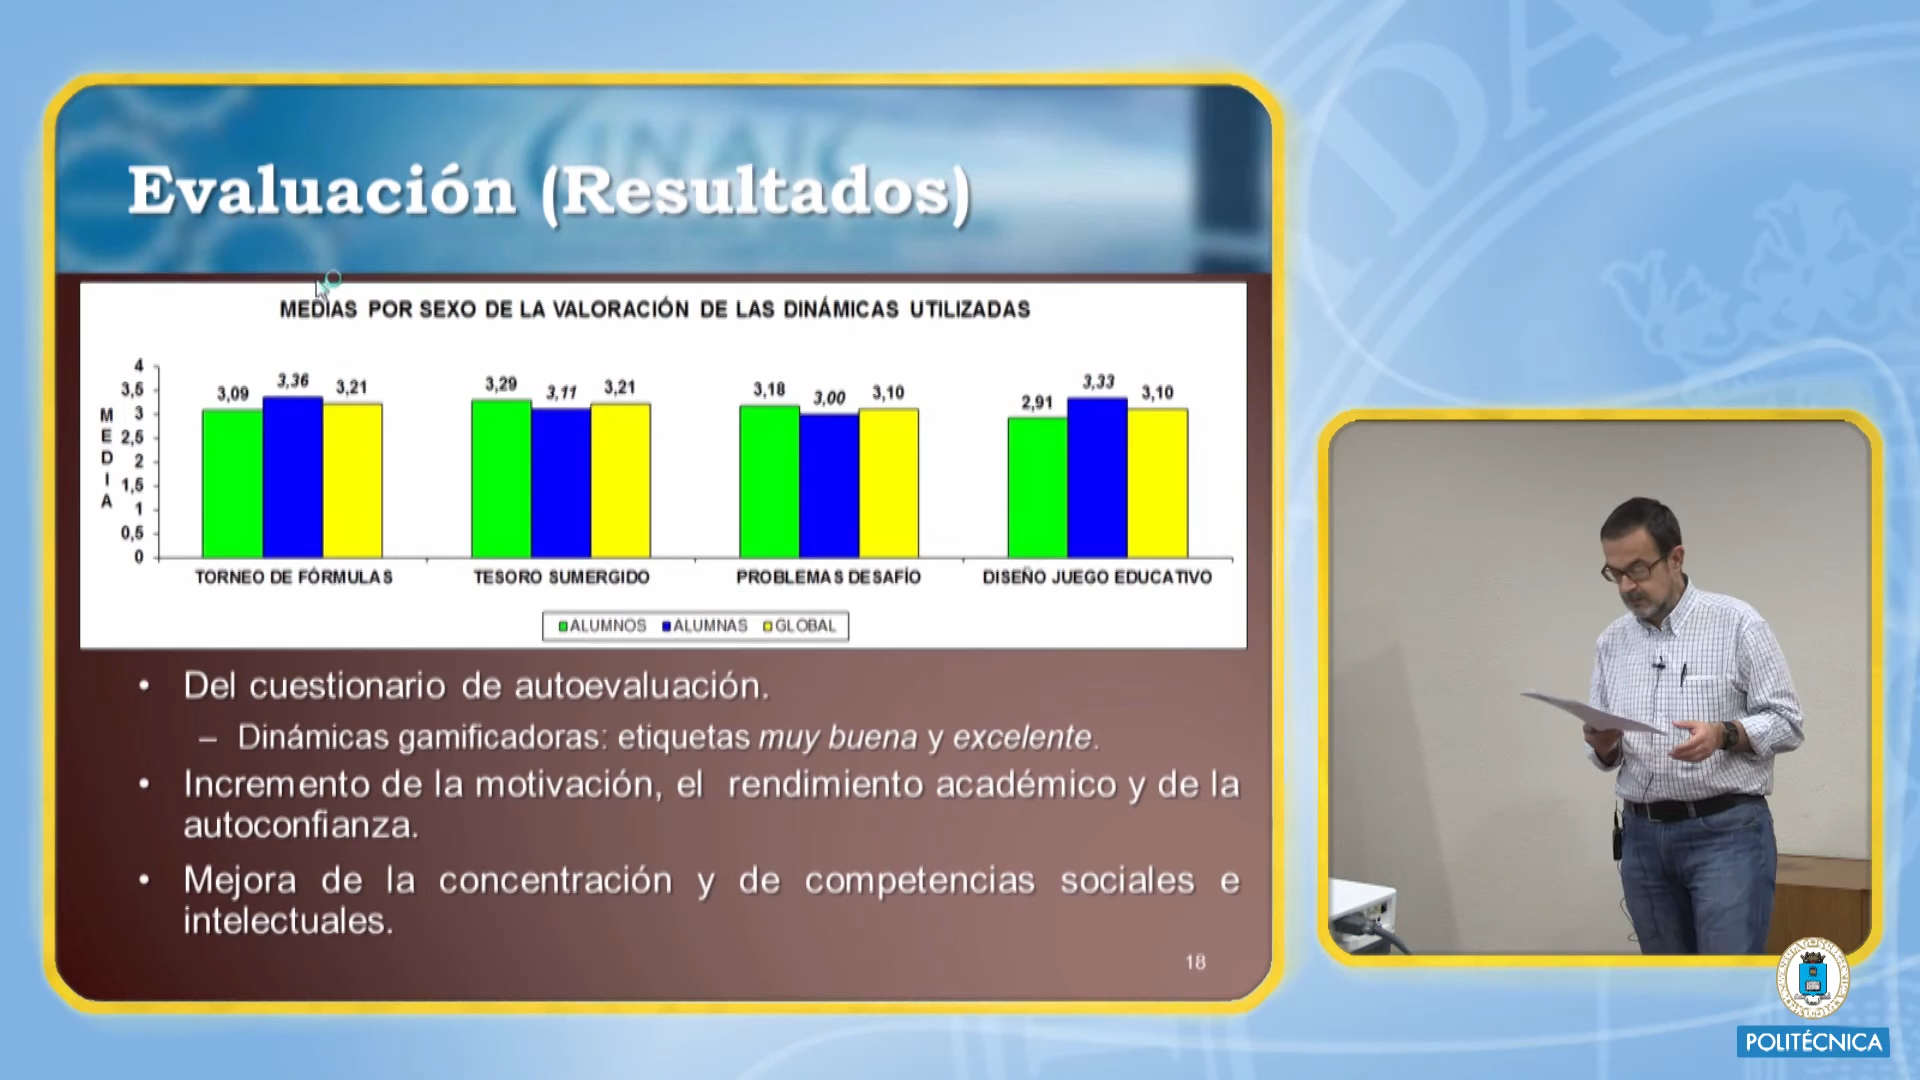 Evaluación (Resultados)
MEDIAS POR SEXO DE LA VALORACIÓN DE LAS DINÁMICAS UTILIZADAS
MEDIA
4
3,5
3
2,5
2
1,5
1
0,5
0
3,09 3,36 3,21
3,29 3,11 3,21
3,18 3,00 3,10
2,91 3,33 3,10
TORNEO DE FÓRMULAS TESORO SUMERGIDO PROBLEMAS DESAFÍO DISEÑO JUEGO EDUCATIVO
ALUMNOS ALUMNAS GLOBAL
• Del cuestionario de autoevaluación.
– Dinámicas gamificadoras: etiquetas muy buena y excelente.
• Incremento de la motivación, el rendimiento académico y de la
autoconfianza.
• Mejora de la concentración y de competencias sociales e
intelectuales.
18
POLITÉCNICA